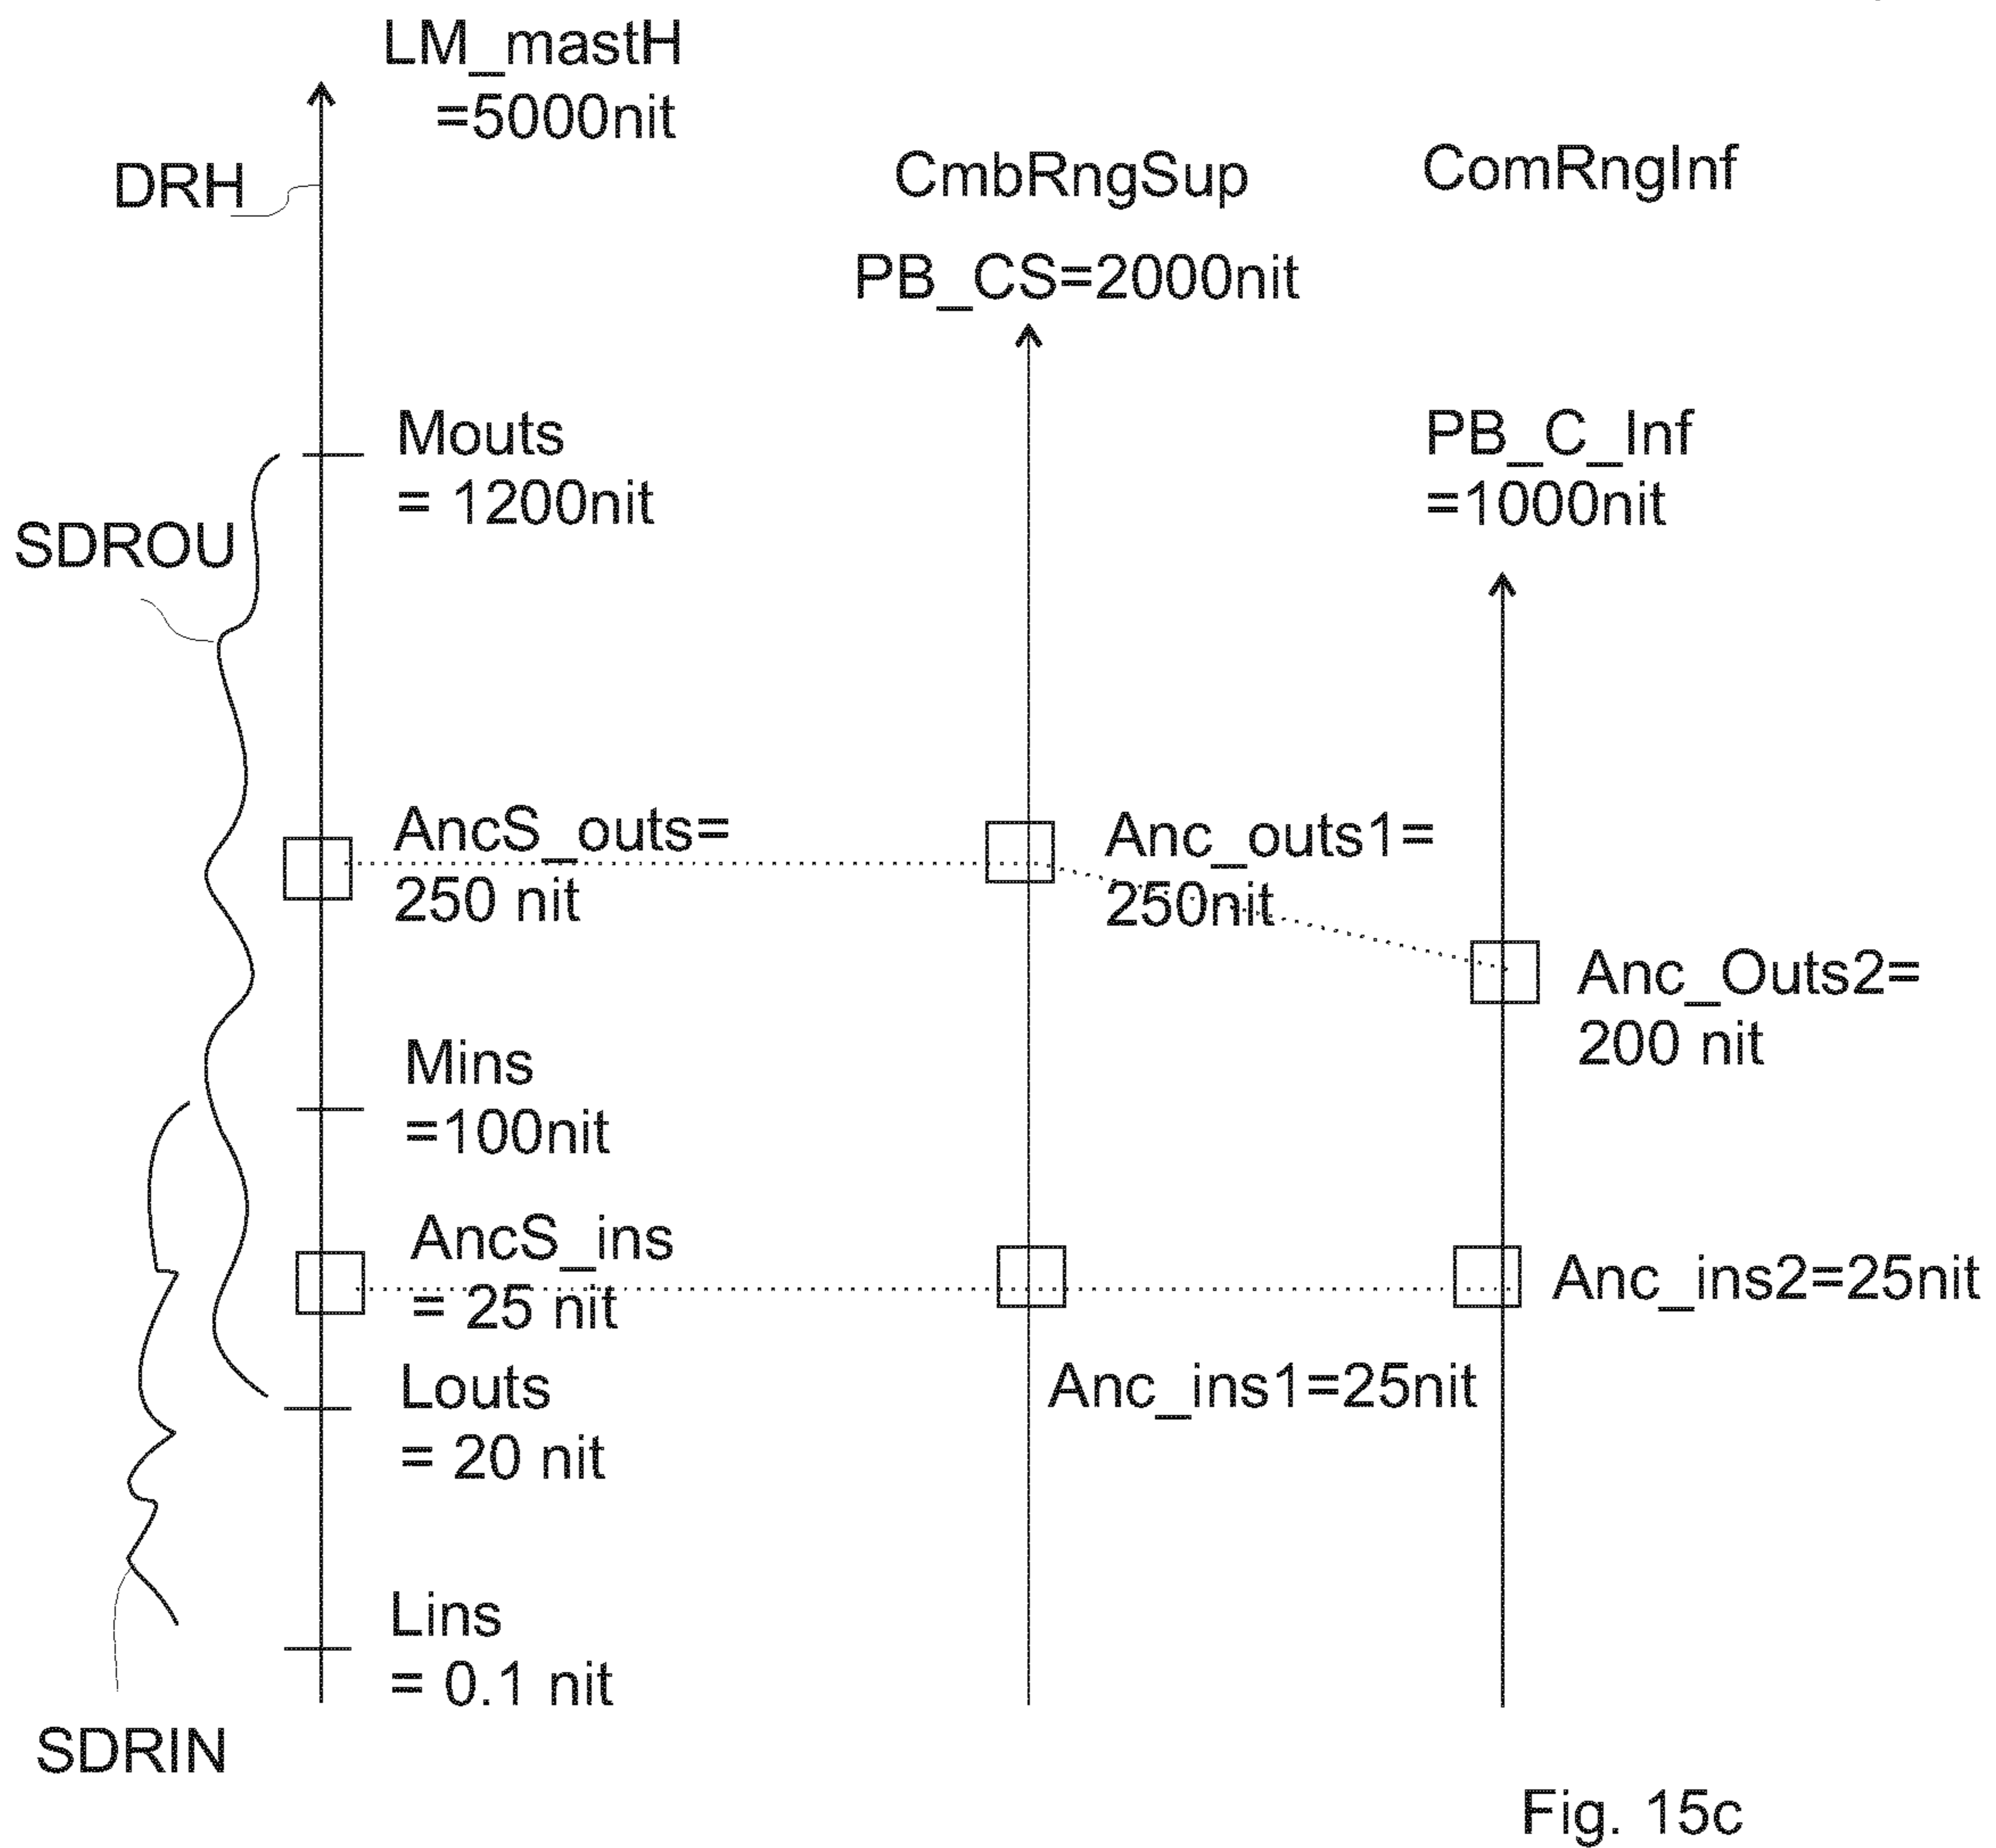 LM_mastH
=5000nit
DRH
CmbRngSup
ComRngInf
PB_CS=2000nit
Mouts
= 1200nit
PB_C_Inf
=1000nit
SDROU
AncS_outs=
250 nit
Anc_outs1=
250nit
Anc_Outs2=
200 nit
Mins
=100nit
AncS_ins
= 25 nit
Anc_ins2=25nit
Louts
= 20 nit
Anc_ins1=25nit
Lins
= 0.1 nit
SDRIN
Fig. 15c